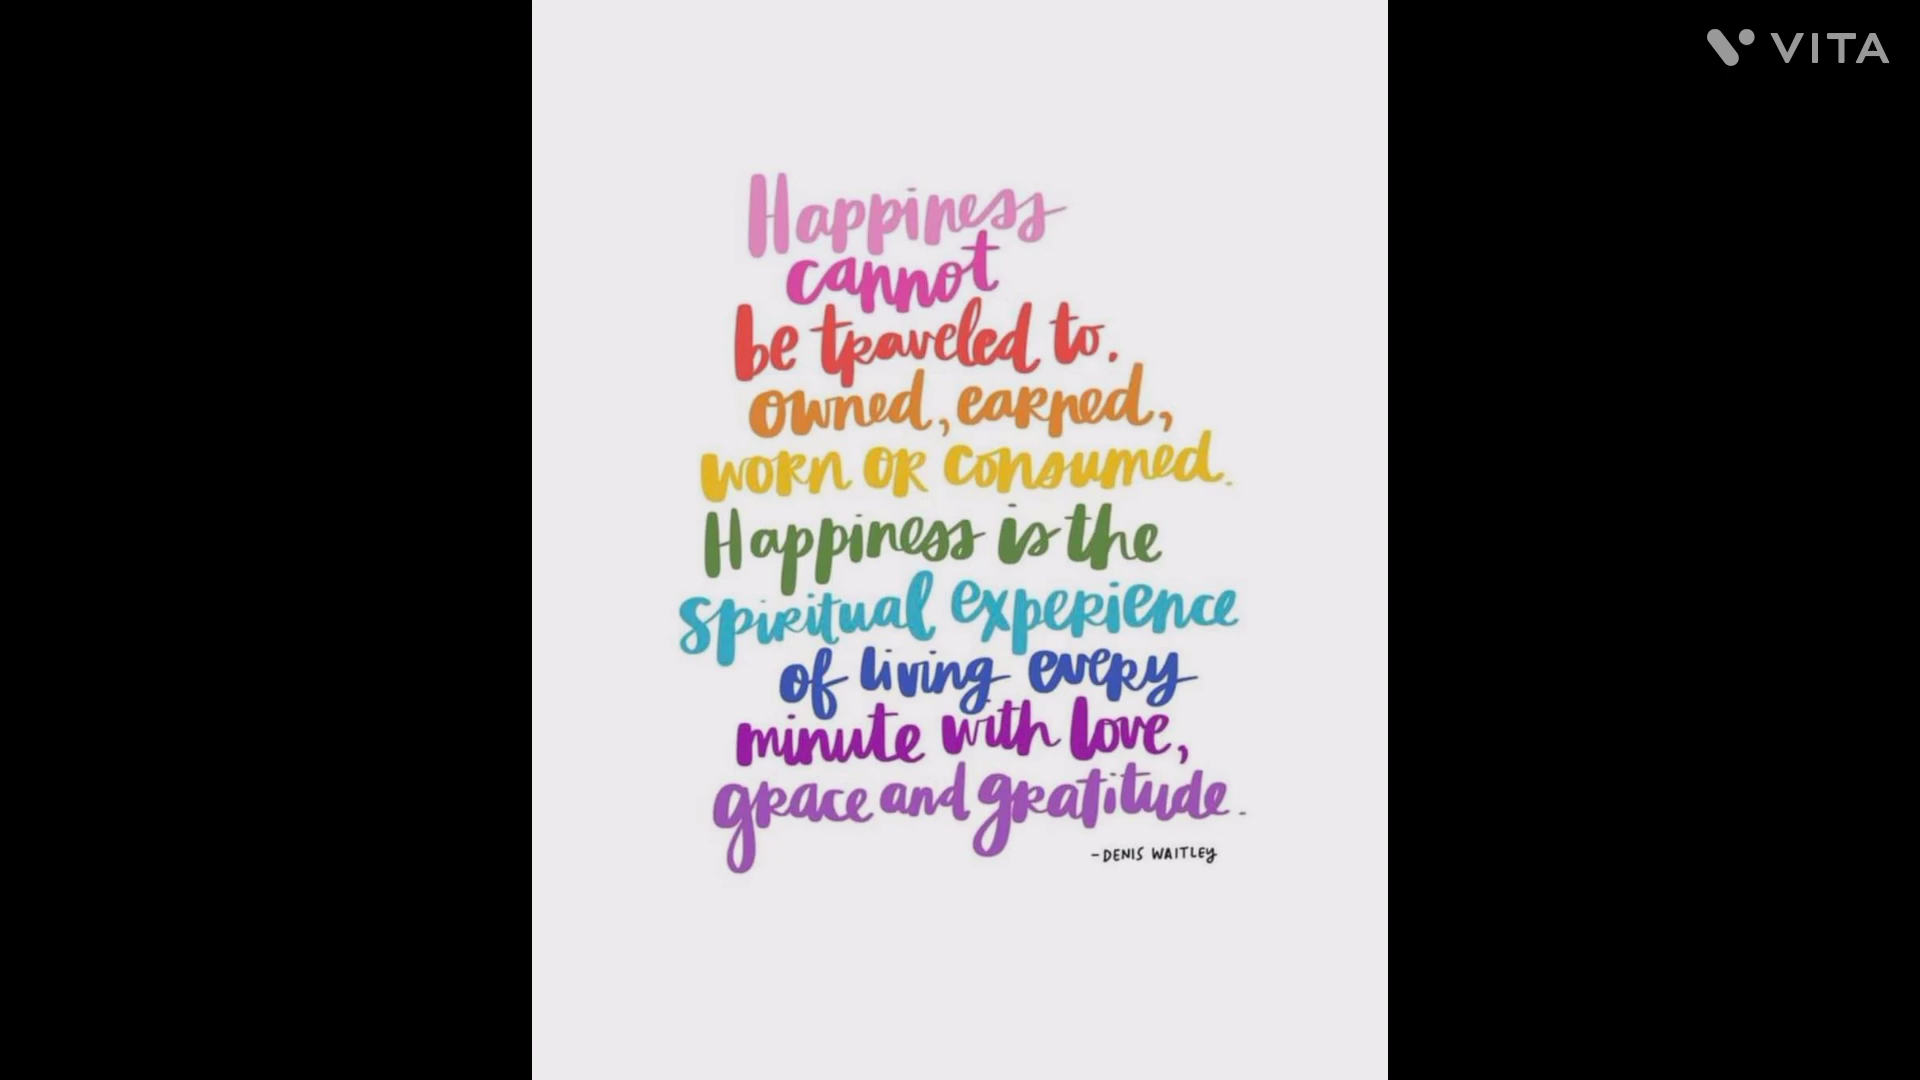 VITA
Happiness
cannot
be traveled to.
owned, earned,
worn or consumed.
Happiness is the
spiritual experience
of living every
minute with love,
grace and gratitude.
-DENIS WAITLEY